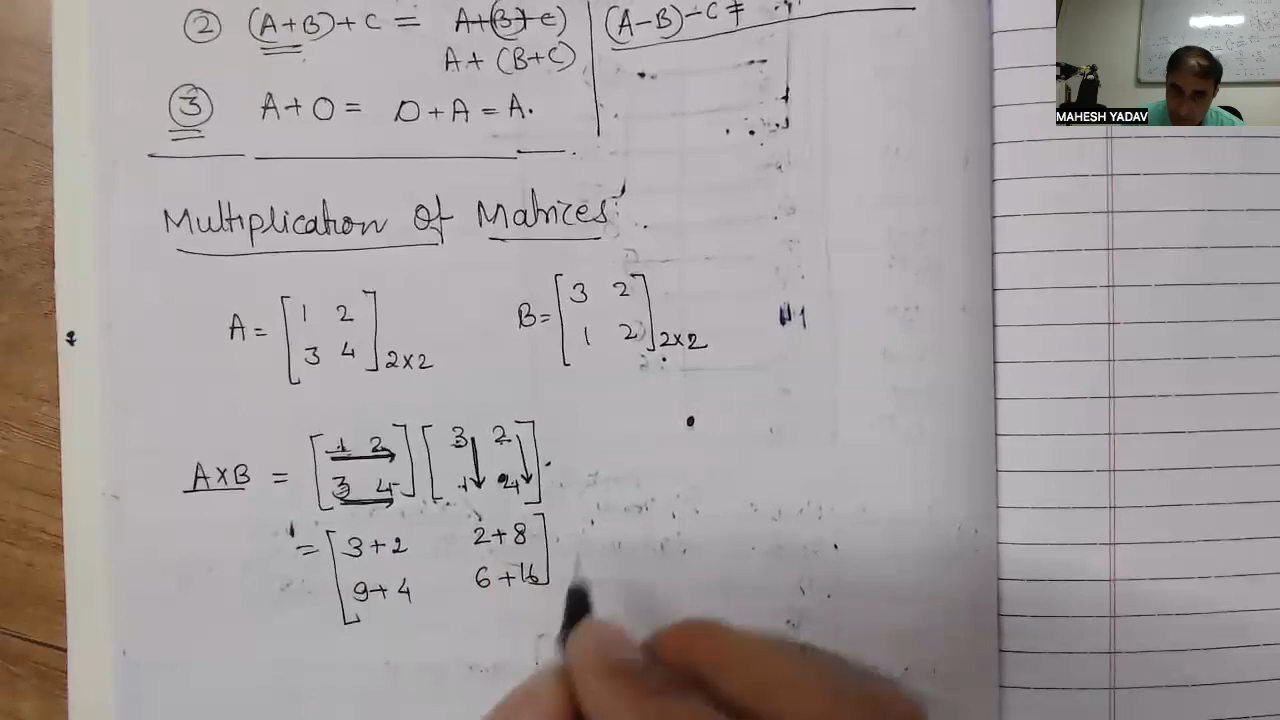 ② (A+B)+C = A+(B+C) (A-B)-C≠
A+(B+C)
③ A+O = O+A = A.
MAHESH YADAV
Multiplication Of Matrices:
A = [1 2
3 4]2×2
B = [3 2
1 2]2×2
A×B = [1 2
3 4] [3 2
1 4]
= [3+2 2+8
9+4 6+16]